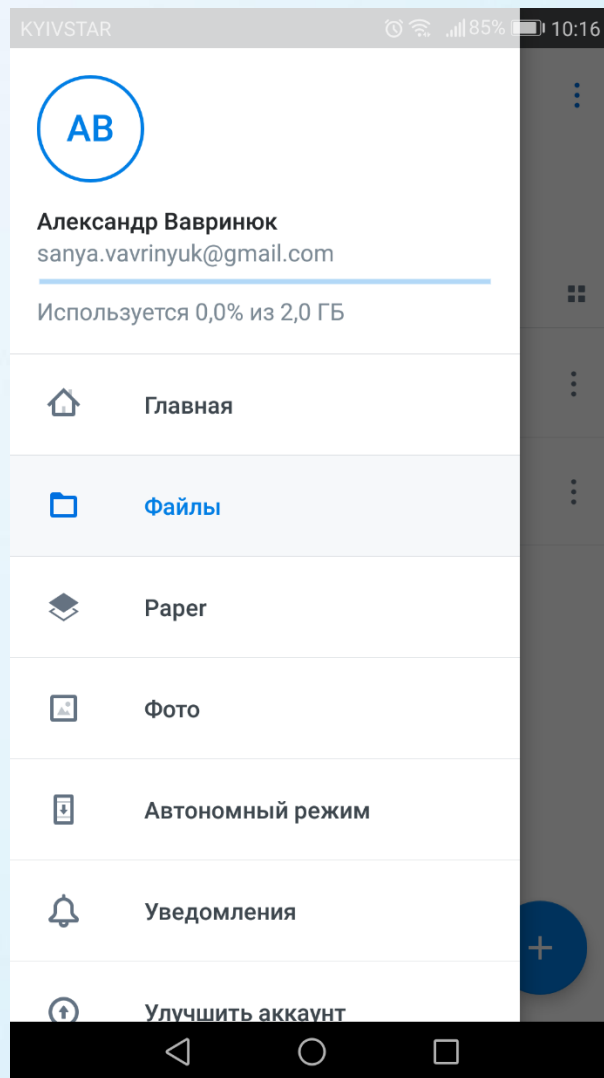 KYIVSTAR 85% 10:16
AB
Александр Вавринюк
sanya.vavrinyuk@gmail.com
Используется 0,0% из 2,0 ГБ
Главная
Файлы
Paper
Фото
Автономный режим
Уведомления
Улучшить аккаунт